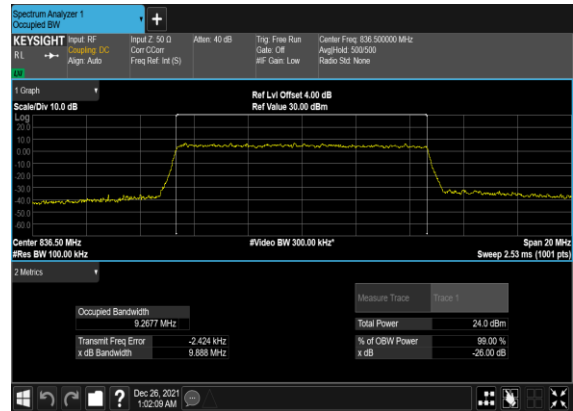 Spectrum Analyzer 1
Occupied BW
+
KEYSIGHT Input: RF Input Z: 50 Ω Atten: 40 dB Trig: Free Run Center Freq: 836.500000 MHz
RL Coupling: DC Corr CCorr Gate: Off Avg|Hold: 500/500
Align: Auto Freq Ref: Int (S) #IF Gain: Low Radio Std: None
1 Graph
Ref Lvl Offset 4.00 dB
Scale/Div 10.0 dB Ref Value 30.00 dBm
Log
20.0
10.0
0.00
-10.0
-20.0
-30.0
-40.0
-50.0
-60.0
Center 836.50 MHz #Video BW 300.00 kHz* Span 20 MHz
#Res BW 100.00 kHz Sweep 2.53 ms (1001 pts)
2 Metrics
Measure Trace Trace 1
Occupied Bandwidth
9.2677 MHz Total Power 24.0 dBm
Transmit Freq Error -2.424 kHz % of OBW Power 99.00 %
x dB Bandwidth 9.888 MHz x dB -26.00 dB
? Dec 26, 2021
1:02:09 AM